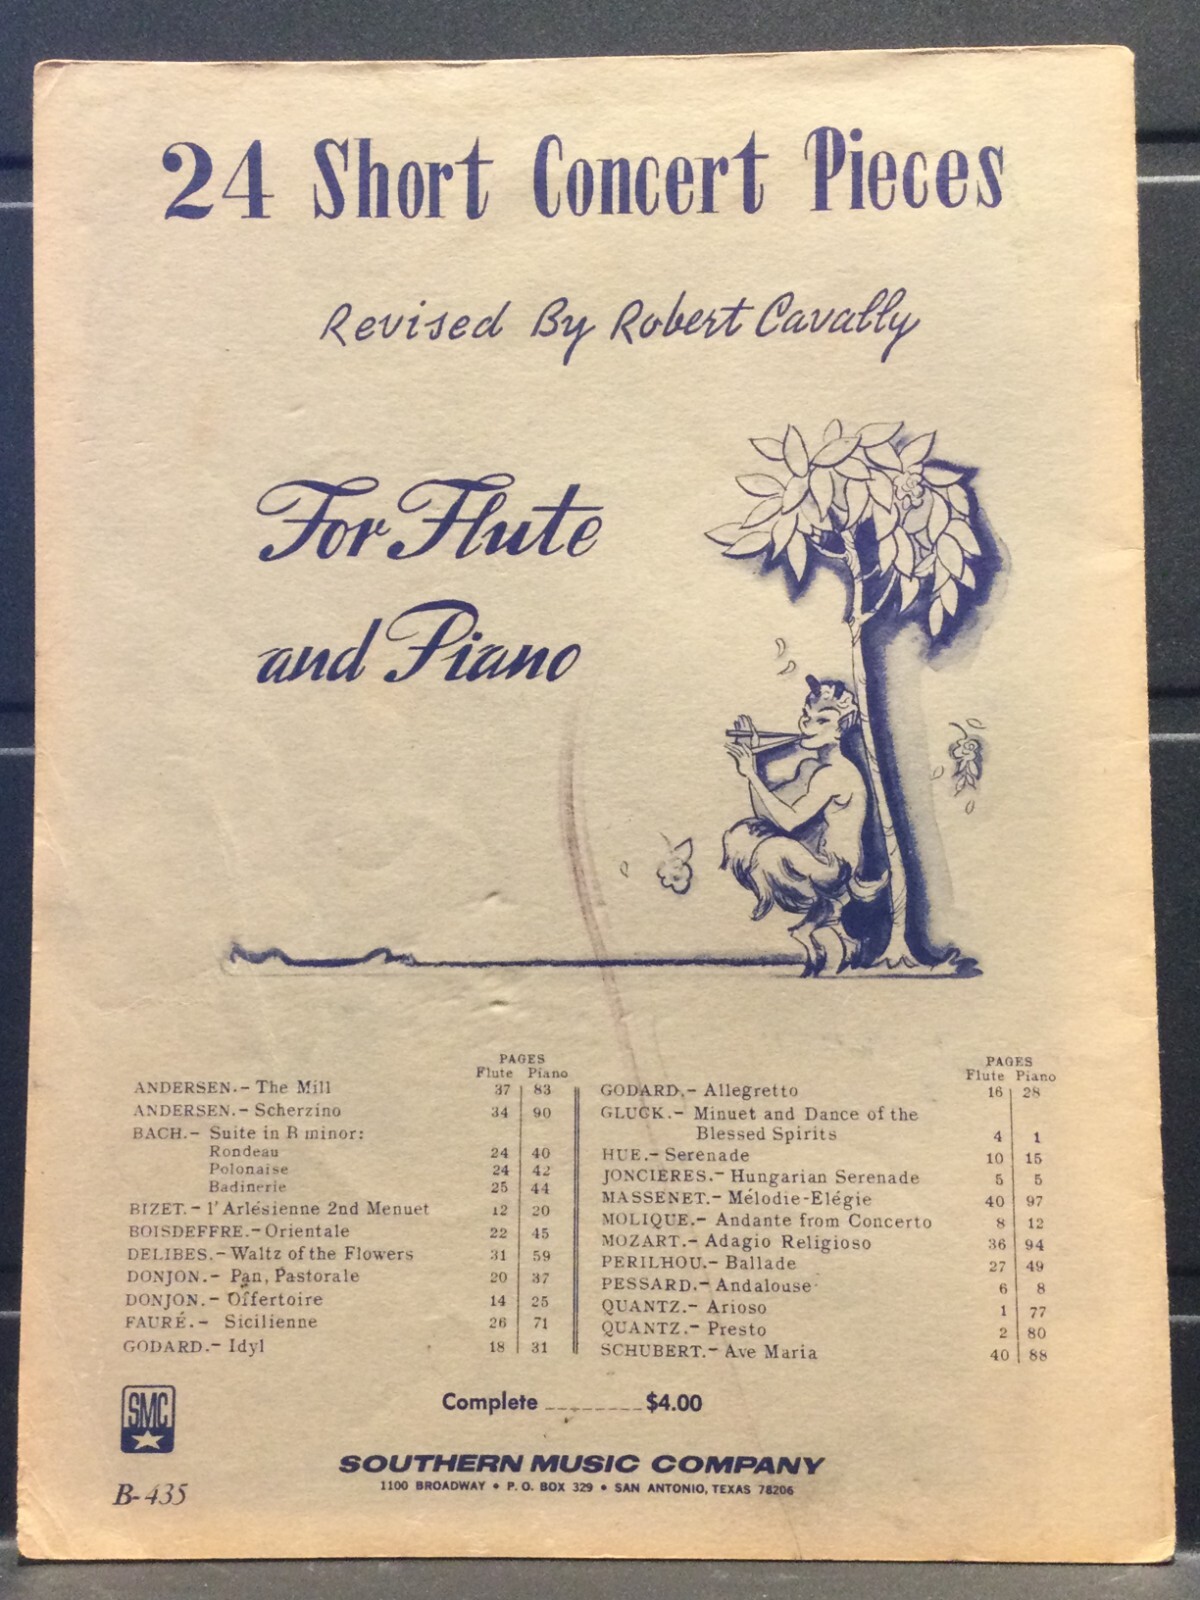 24 Short Concert Pieces
Revised By Robert Cavally
For Flute
and Piano
PAGES
Flute Piano
ANDERSEN.- The Mill 37 83
ANDERSEN.- Scherzino 34 90
BACH.- Suite in B minor:
Rondeau 24 40
Polonaise 24 42
Badinerie 25 44
BIZET.- l'Arlésienne 2nd Menuet 12 20
BOISDEFFRE.- Orientale 22 45
DELIBES.- Waltz of the Flowers 31 59
DONJON.- Pan, Pastorale 20 37
DONJON.- Offertoire 14 25
FAURÉ.- Sicilienne 26 71
GODARD.- Idyl 18 31
PAGES
Flute Piano
GODARD.- Allegretto 16 28
GLUCK.- Minuet and Dance of the
Blessed Spirits 4 1
HUE.- Serenade 10 15
JONCIÈRES.- Hungarian Serenade 5 5
MASSENET.- Mélodie-Elégie 40 97
MOLIQUE.- Andante from Concerto 8 12
MOZART.- Adagio Religioso 36 94
PERILHOU.- Ballade 27 49
PESSARD.- Andalouse 6 8
QUANTZ.- Arioso 1 77
QUANTZ.- Presto 2 80
SCHUBERT.- Ave Maria 40 88
Complete _________ $4.00
SMC
SOUTHERN MUSIC COMPANY
1100 BROADWAY • P. O. BOX 329 • SAN ANTONIO, TEXAS 78206
B-435